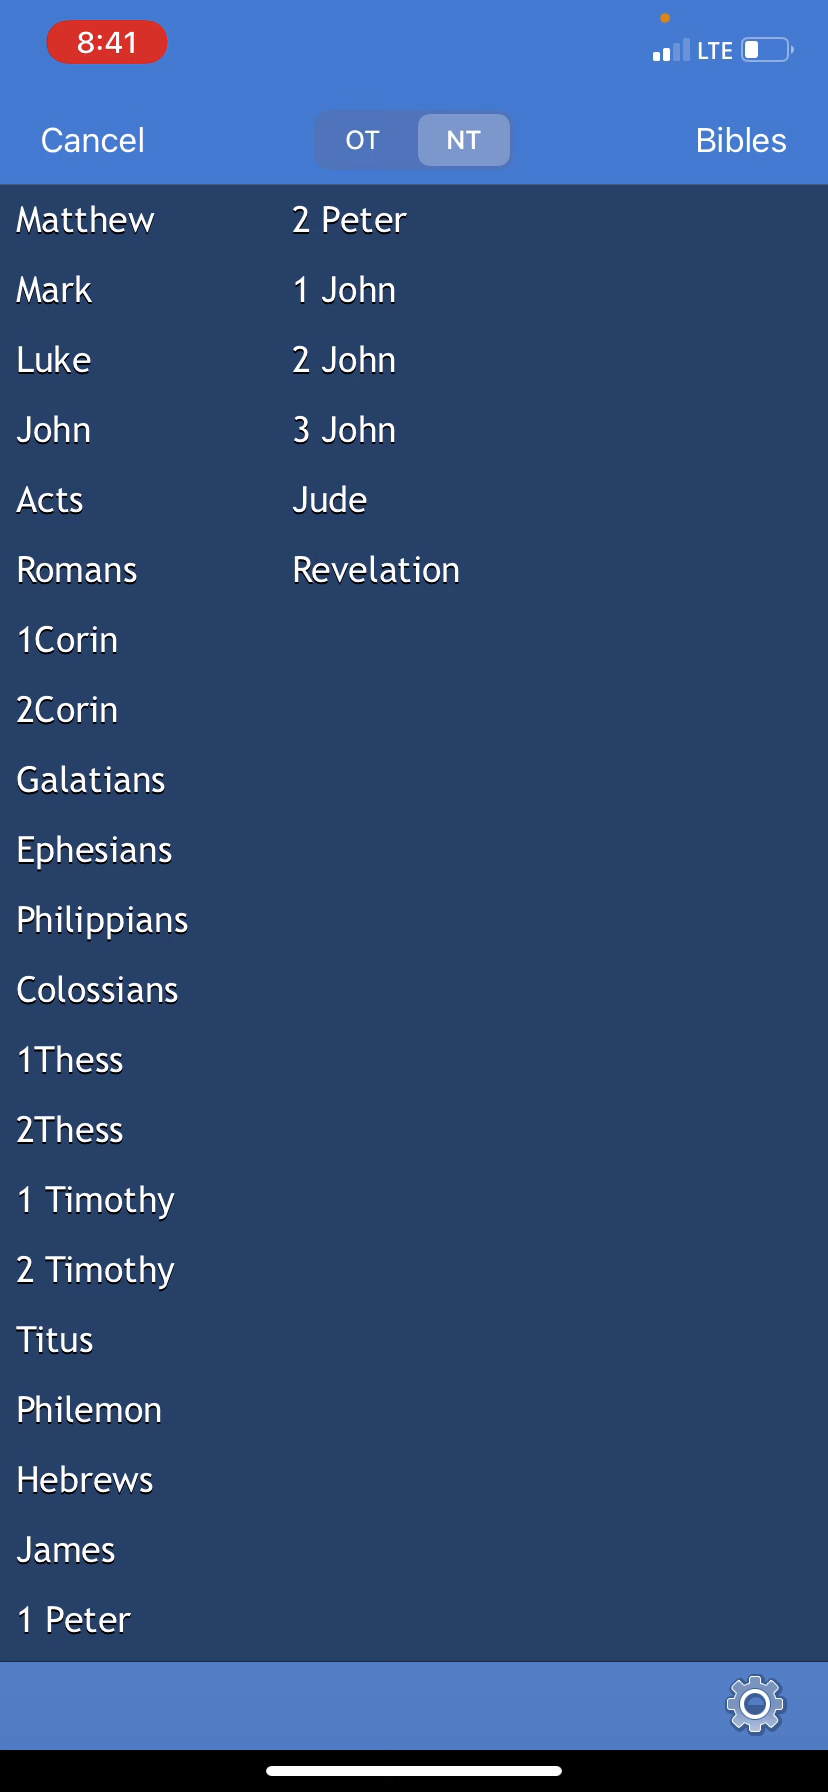 8:41
LTE
Cancel
OT
NT
Bibles
Matthew
Mark
Luke
John
Acts
Romans
1Corin
2Corin
Galatians
Ephesians
Philippians
Colossians
1Thess
2Thess
1 Timothy
2 Timothy
Titus
Philemon
Hebrews
James
1 Peter
2 Peter
1 John
2 John
3 John
Jude
Revelation